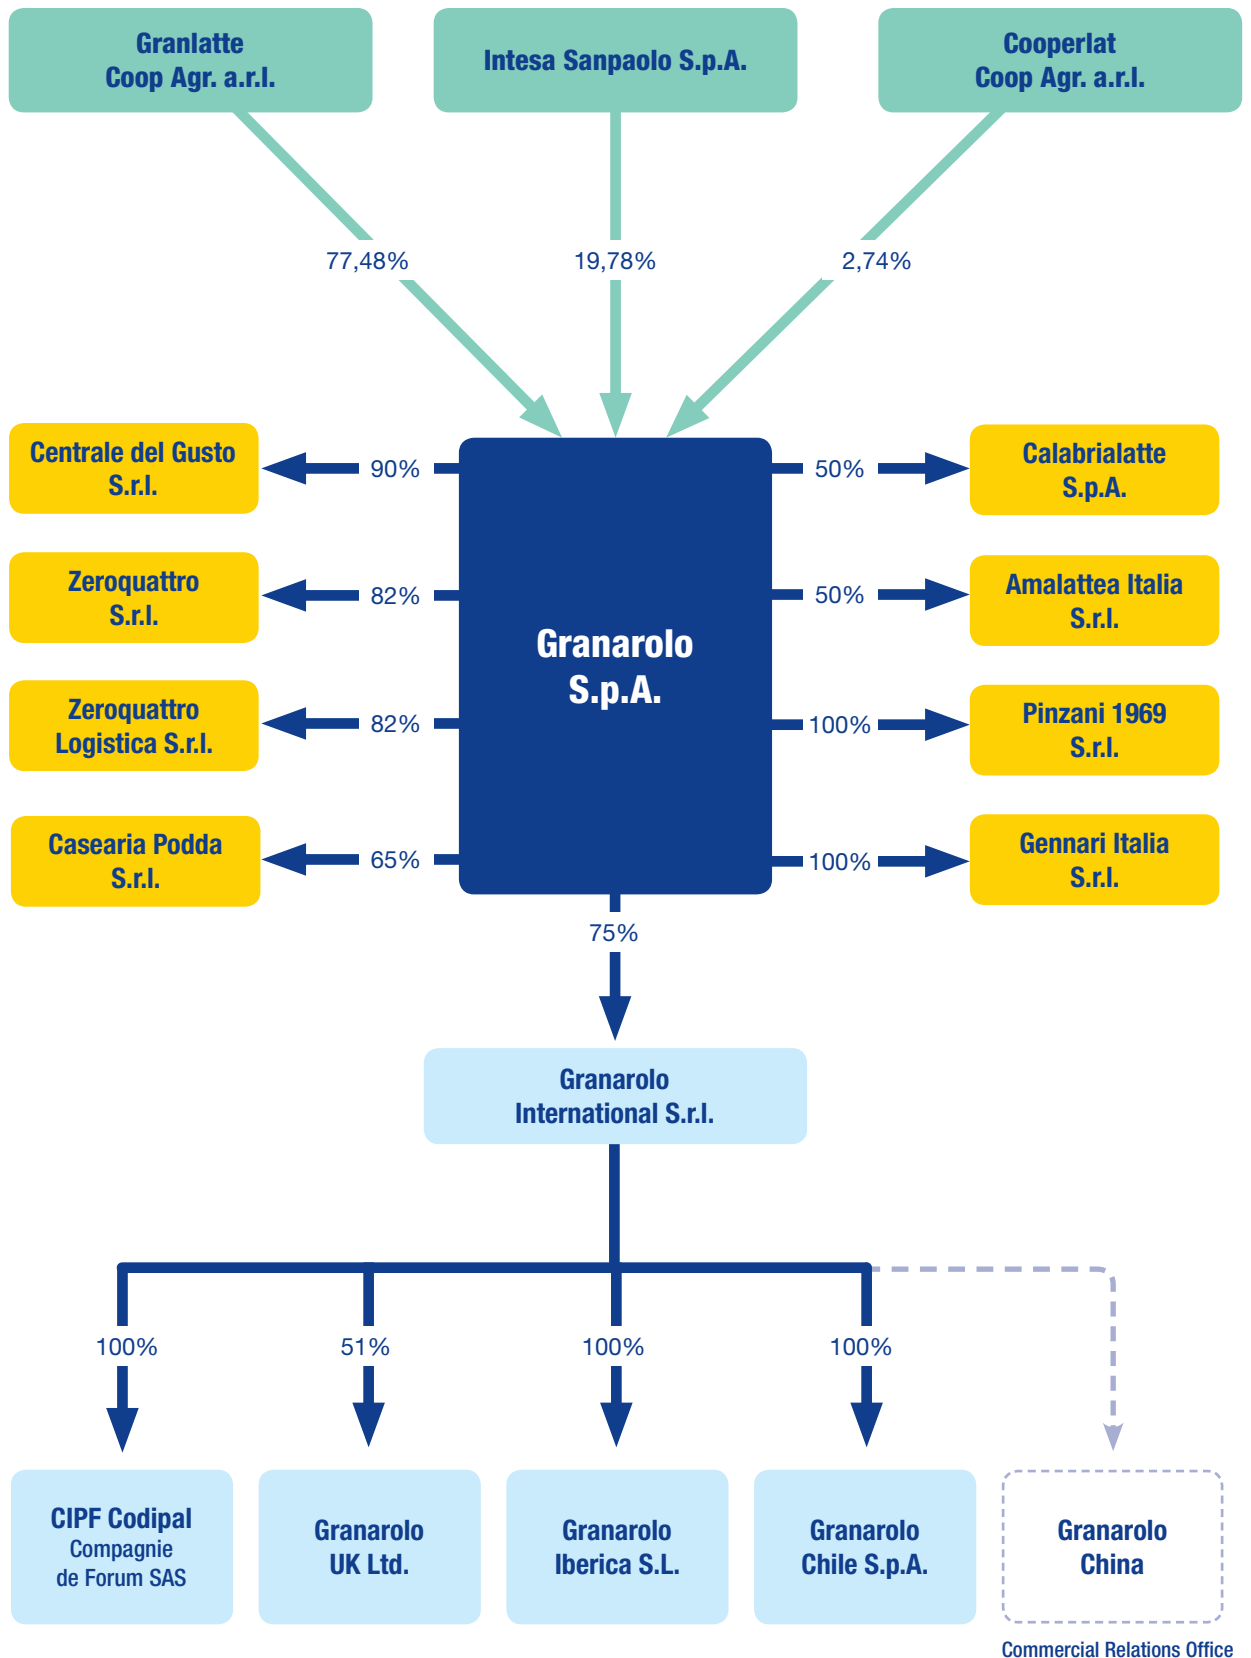 Granlatte
Coop Agr. a.r.l.
Intesa Sanpaolo S.p.A.
Cooperlat
Coop Agr. a.r.l.
77,48%
19,78%
2,74%
Centrale del Gusto
S.r.l.
90%
Zeroquattro
S.r.l.
82%
Zeroquattro
Logistica S.r.l.
82%
Casearia Podda
S.r.l.
65%
Granarolo
S.p.A.
50%
Calabrialatte
S.p.A.
50%
Amalattea Italia
S.r.l.
100%
Pinzani 1969
S.r.l.
100%
Gennari Italia
S.r.l.
75%
Granarolo
International S.r.l.
100%
51%
100%
100%
CIPF Codipal
Compagnie
de Forum SAS
Granarolo
UK Ltd.
Granarolo
Iberica S.L.
Granarolo
Chile S.p.A.
Granarolo
China
Commercial Relations Office